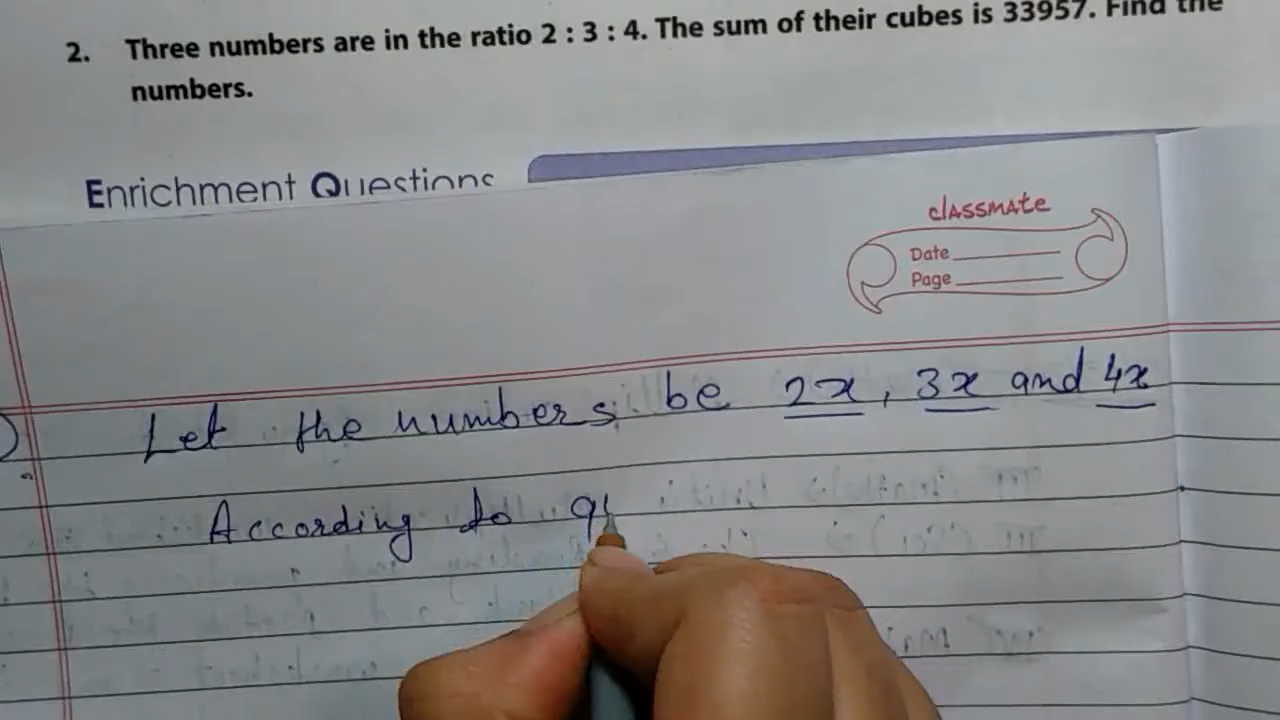 2. Three numbers are in the ratio 2 : 3 : 4. The sum of their cubes is 33957. Find the
numbers.
Enrichment Questions
classmate
Date
Page
Let the numbers be 2x, 3x and 4x
According to qu